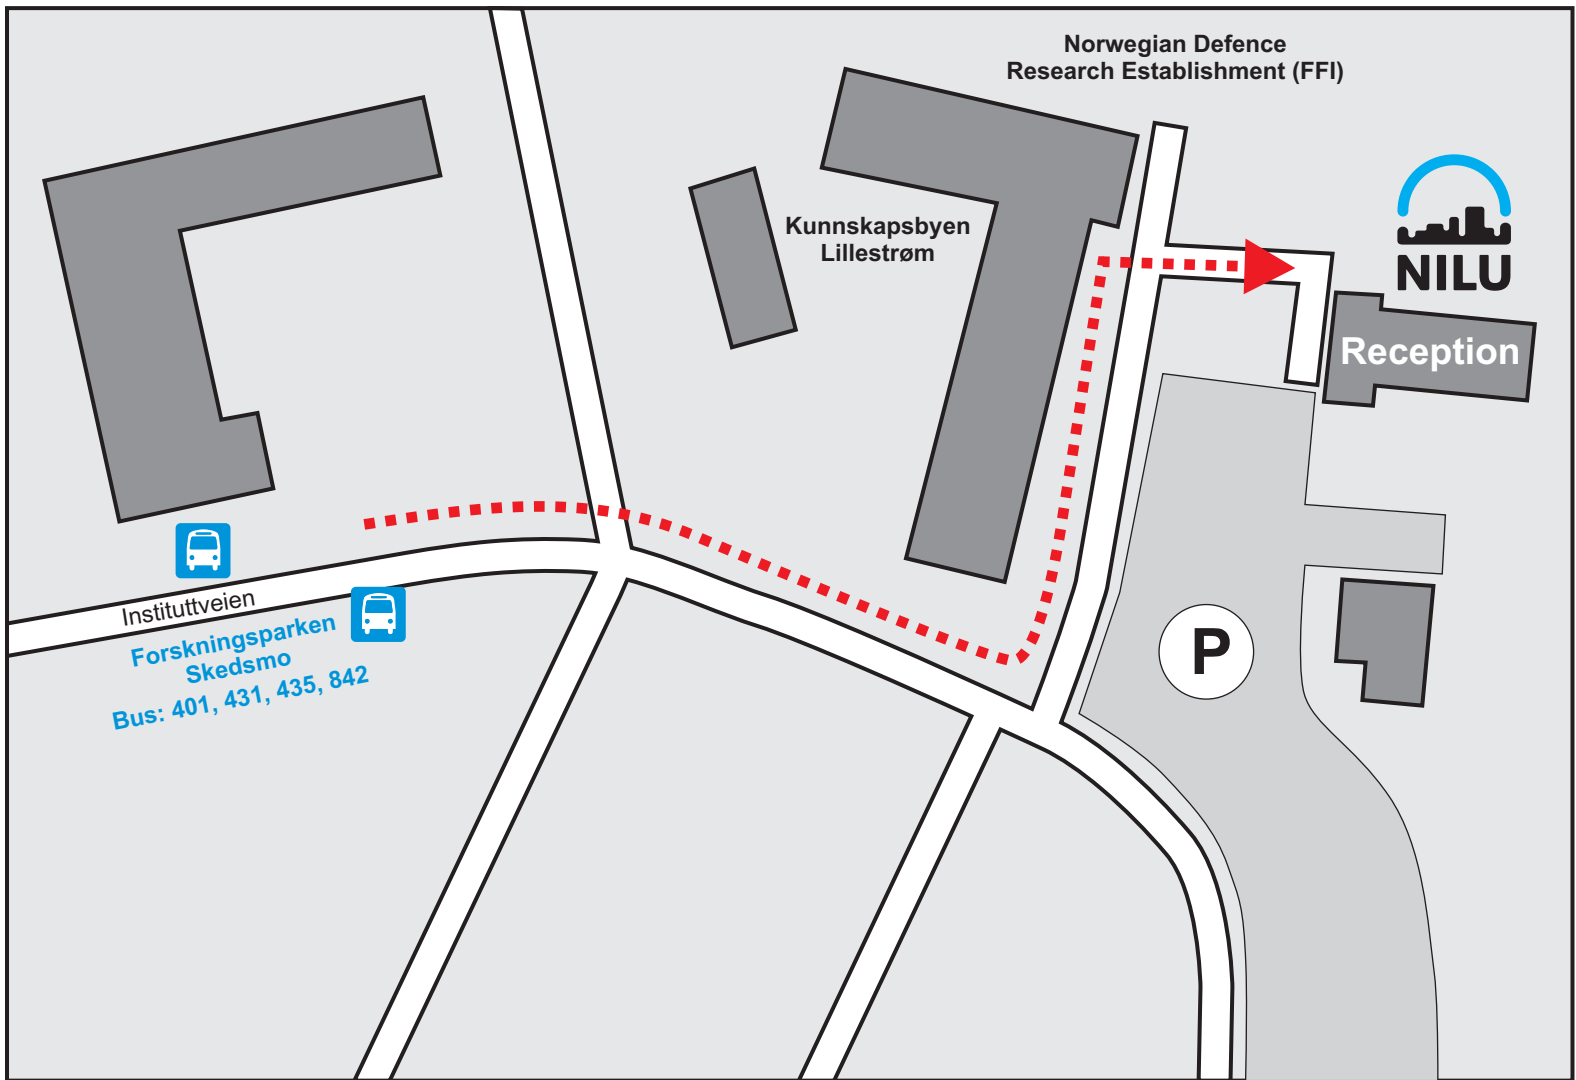 Norwegian Defence
Research Establishment (FFI)
Kunnskapsbyen
Lillestrøm
NILU
Reception
Instituttveien
Forskningsparken
Skedsmo
Bus: 401, 431, 435, 842
P